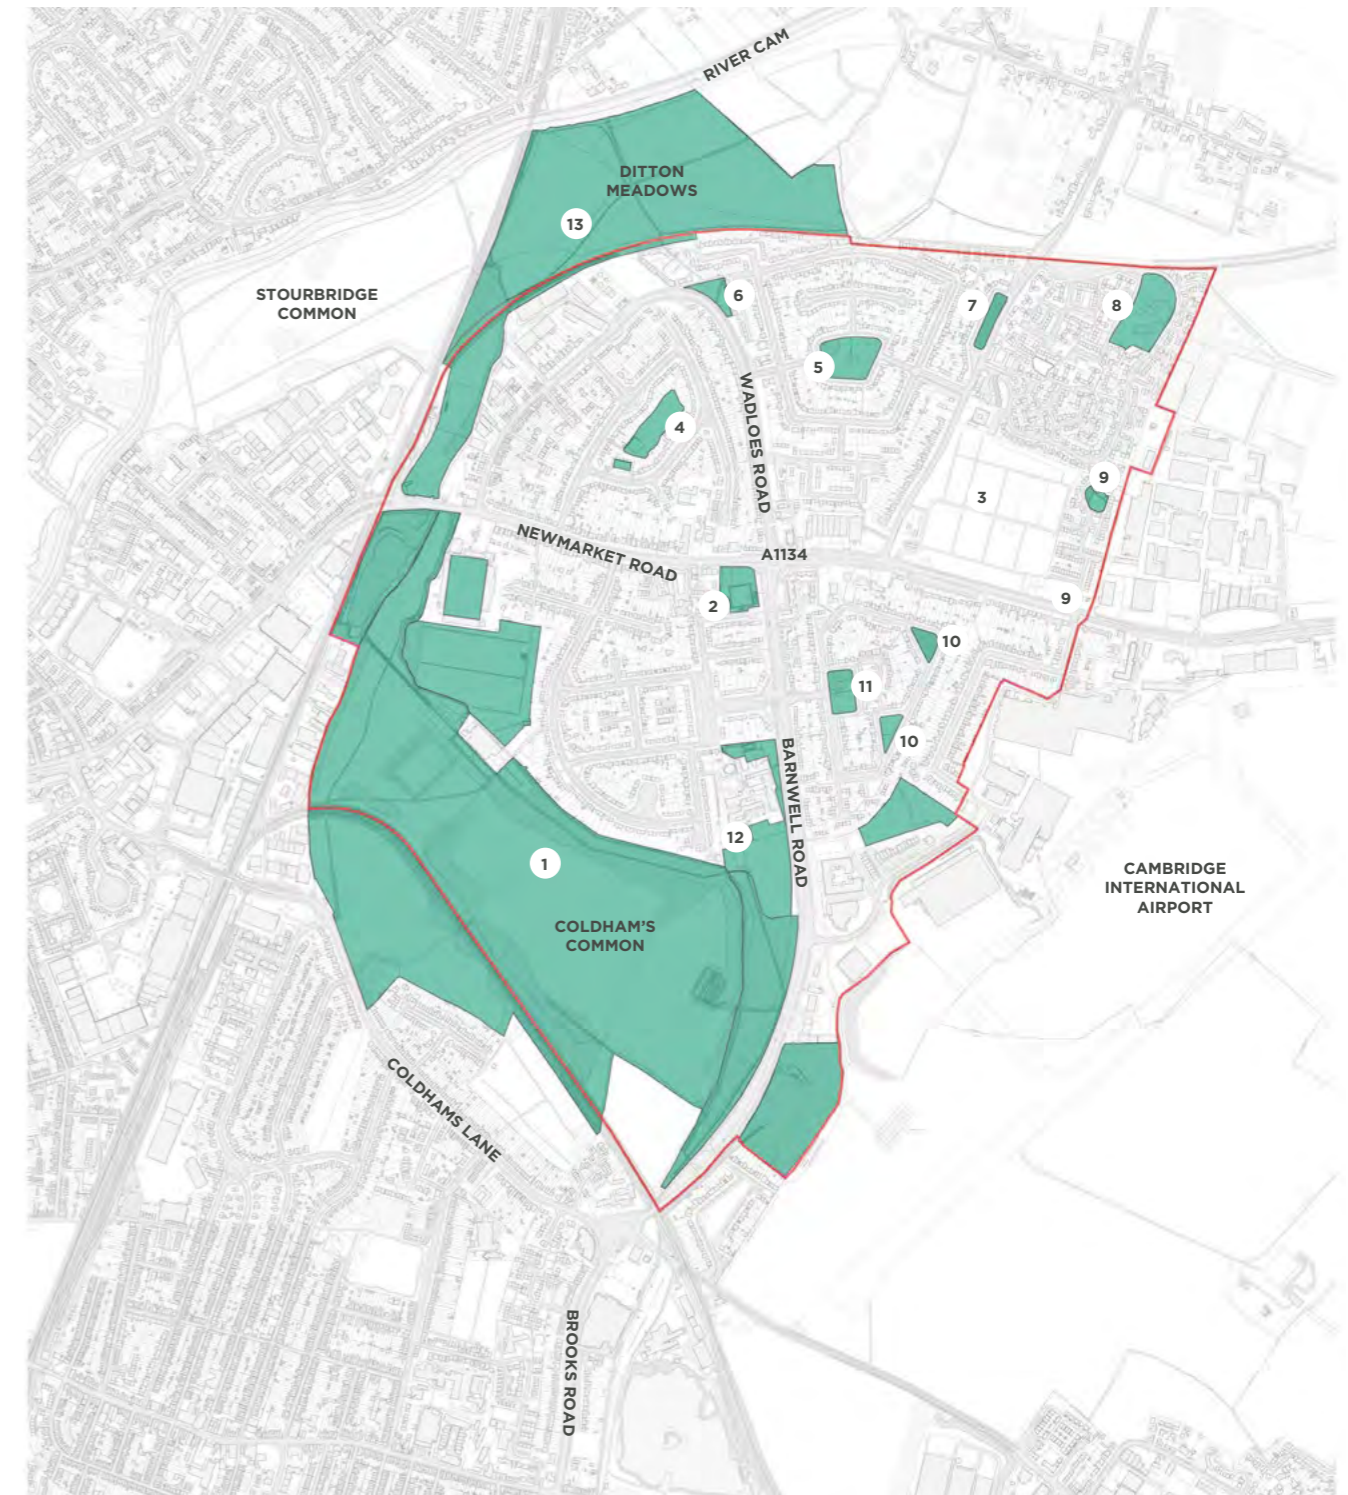 RIVER CAM
DITTON
MEADOWS
13
STOURBRIDGE
COMMON
6
7
8
5
WADLOES ROAD
4
9
3
NEWMARKET ROAD
A1134
2
9
10
11
10
BARNWELL ROAD
12
1
CAMBRIDGE
INTERNATIONAL
AIRPORT
COLDHAM'S
COMMON
COLDHAMS LANE
BROOKS ROAD